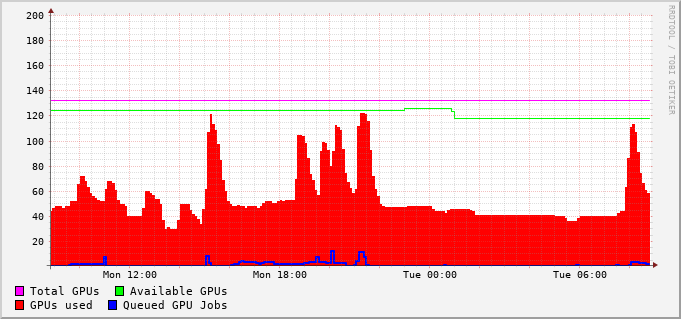 200
180
160
140
120
100
80
60
40
20
Mon 12:00 Mon 18:00 Tue 00:00 Tue 06:00
Total GPUs Available GPUs
GPUs used Queued GPU Jobs
RRDTOOL / TOBI OETIKER